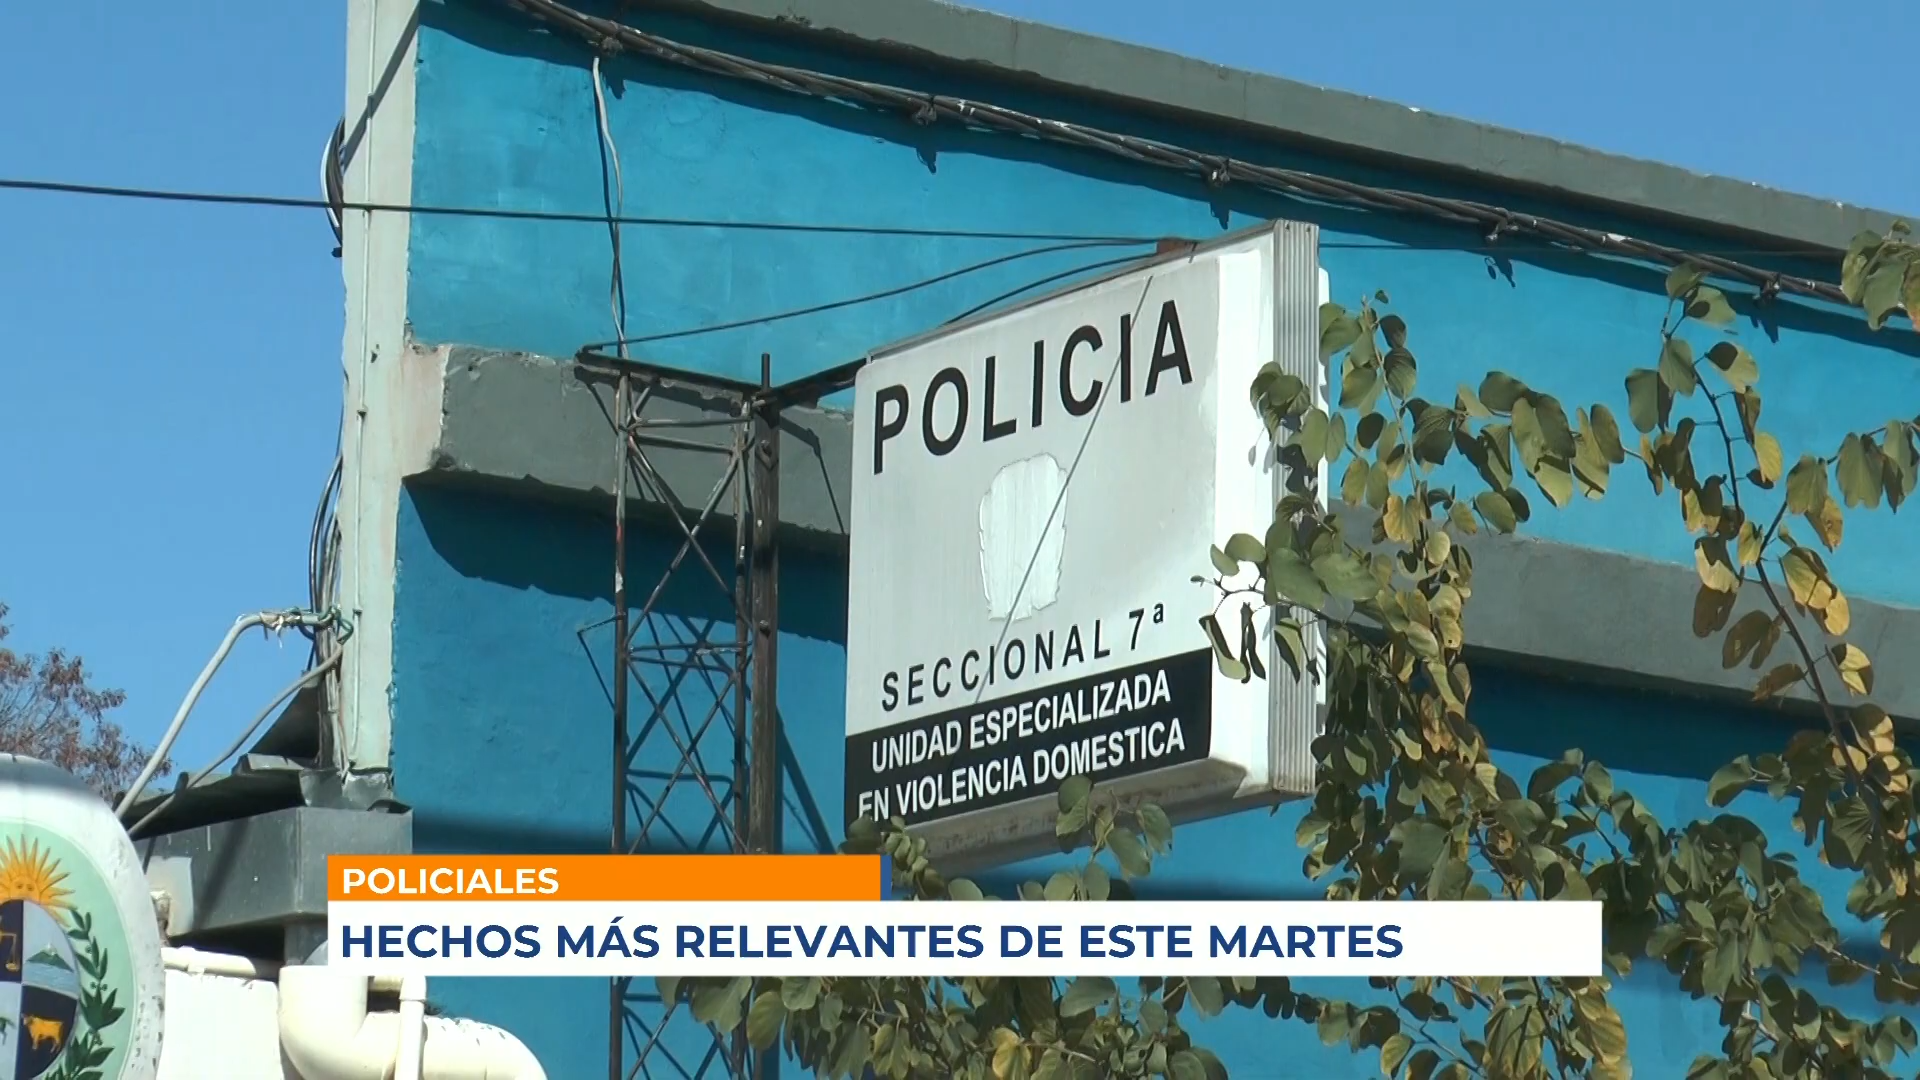 POLICIA
SECCIONAL 7ª
UNIDAD ESPECIALIZADA
EN VIOLENCIA DOMESTICA
POLICIALES
HECHOS MÁS RELEVANTES DE ESTE MARTES